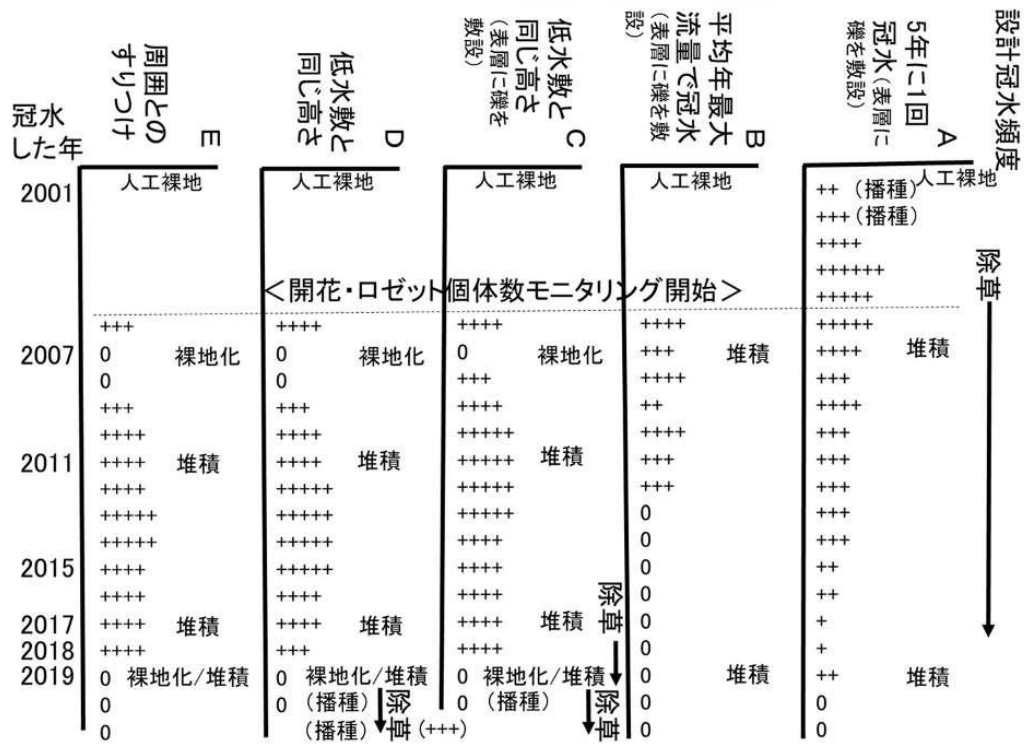 設計冠水頻度
A
5年に1回
冠水(表層に
礫を敷設)
B
平均年最大
流量で冠水
(表層に礫を敷
設)
C
低水敷と
同じ高さ
(表層に礫を
敷設)
D
低水敷と
同じ高さ
E
周囲との
すりつけ
冠水
した年
人工裸地 人工裸地 人工裸地 人工裸地 人工裸地
2001 ++ (播種)
+++ (播種)
++++
++++++
<開花・ロゼット個体数モニタリング開始> +++++
+++ ++++ ++++ ++++ +++++
2007 0 裸地化 0 裸地化 0 裸地化 +++ 堆積 ++++ 堆積
0 0 +++ ++++ +++
+++ +++ ++++ ++ ++++
++++ ++++ +++++ ++++ +++
2011 ++++ 堆積 ++++ 堆積 +++++ 堆積 +++ +++
++++ +++++ +++++ +++ +++
+++++ +++++ +++++ 0 +++
+++++ +++++ ++++ 0 +++
2015 ++++ +++++ ++++ 0 ++
++++ ++++ ++++ 0 ++
2017 ++++ 堆積 ++++ 堆積 ++++ 堆積 0 +
2018 ++++ +++ ++++ 0 +
2019 0 裸地化/堆積 0 裸地化/堆積 0 裸地化/堆積 0 堆積 ++ 堆積
0 0 (播種) 0 (播種) 0 0
0 (播種) (+++) 0 0
除草
除草
除草
除草